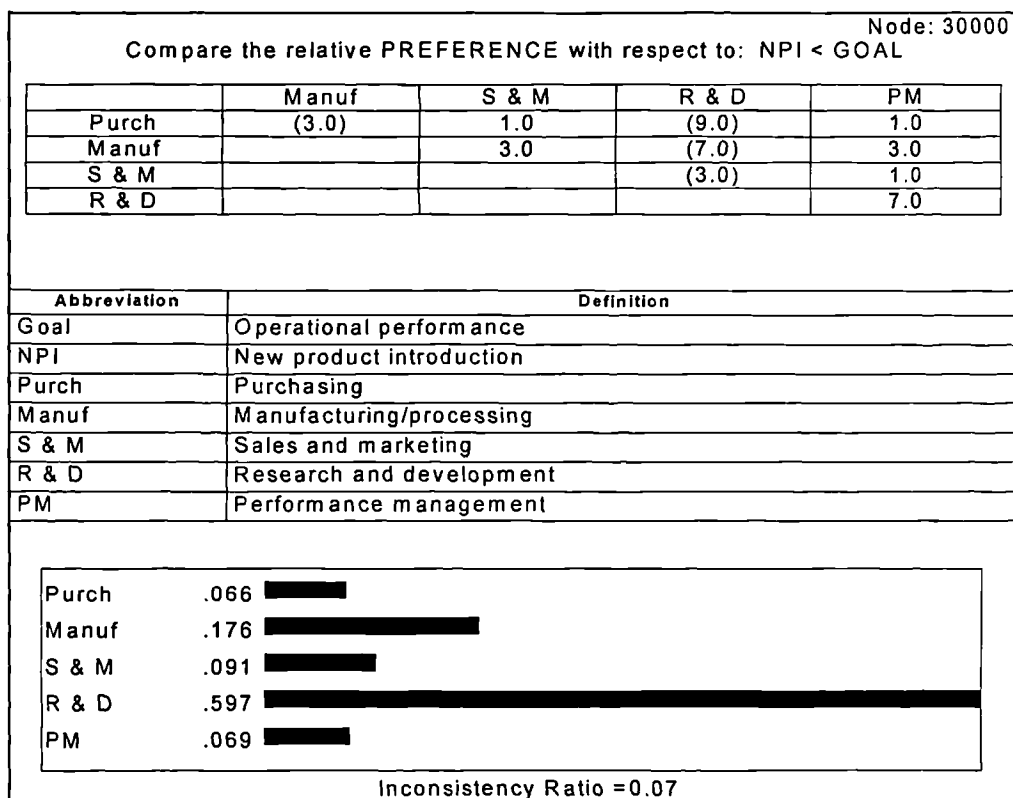 Node: 30000
Compare the relative PREFERENCE with respect to: NPI < GOAL
Manuf S & M R & D PM
Purch (3.0) 1.0 (9.0) 1.0
Manuf 3.0 (7.0) 3.0
S & M (3.0) 1.0
R & D 7.0
Abbreviation Definition
Goal Operational performance
NPI New product introduction
Purch Purchasing
Manuf Manufacturing/processing
S & M Sales and marketing
R & D Research and development
PM Performance management
Purch .066
Manuf .176
S & M .091
R & D .597
PM .069
Inconsistency Ratio =0.07